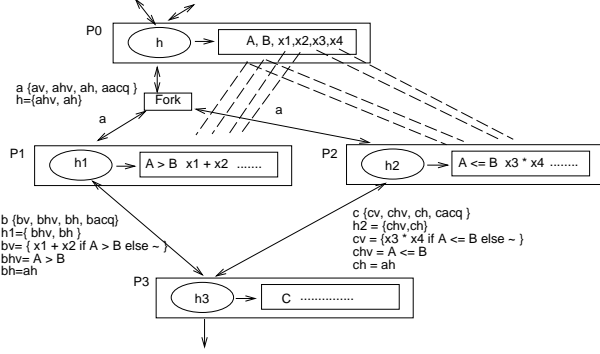 P0
h
A, B, x1,x2,x3,x4
a {av, ahv, ah, aacq }
h={ahv, ah}
Fork
a
a
P1
h1
A > B x1 + x2 .......
P2
h2
A <= B x3 * x4 ........
b {bv, bhv, bh, bacq}
h1={ bhv, bh }
bv= { x1 + x2 if A > B else ~ }
bhv= A > B
bh=ah
c {cv, chv, ch, cacq }
h2 = {chv,ch}
cv = {x3 * x4 if A <= B else ~ }
chv = A <= B
ch = ah
P3
h3
C ...............